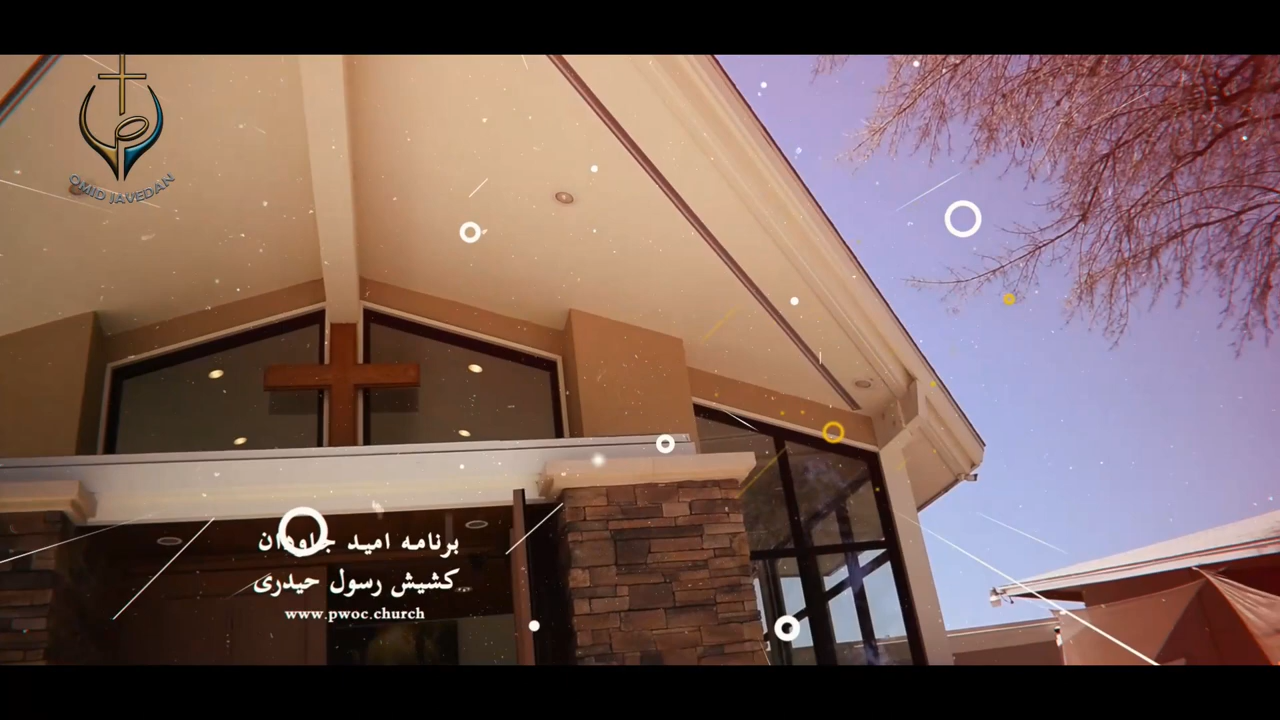 OMID JAVEDAN
برنامه امید جاودان
کشیش رسول حیدری
www.pwoc.church